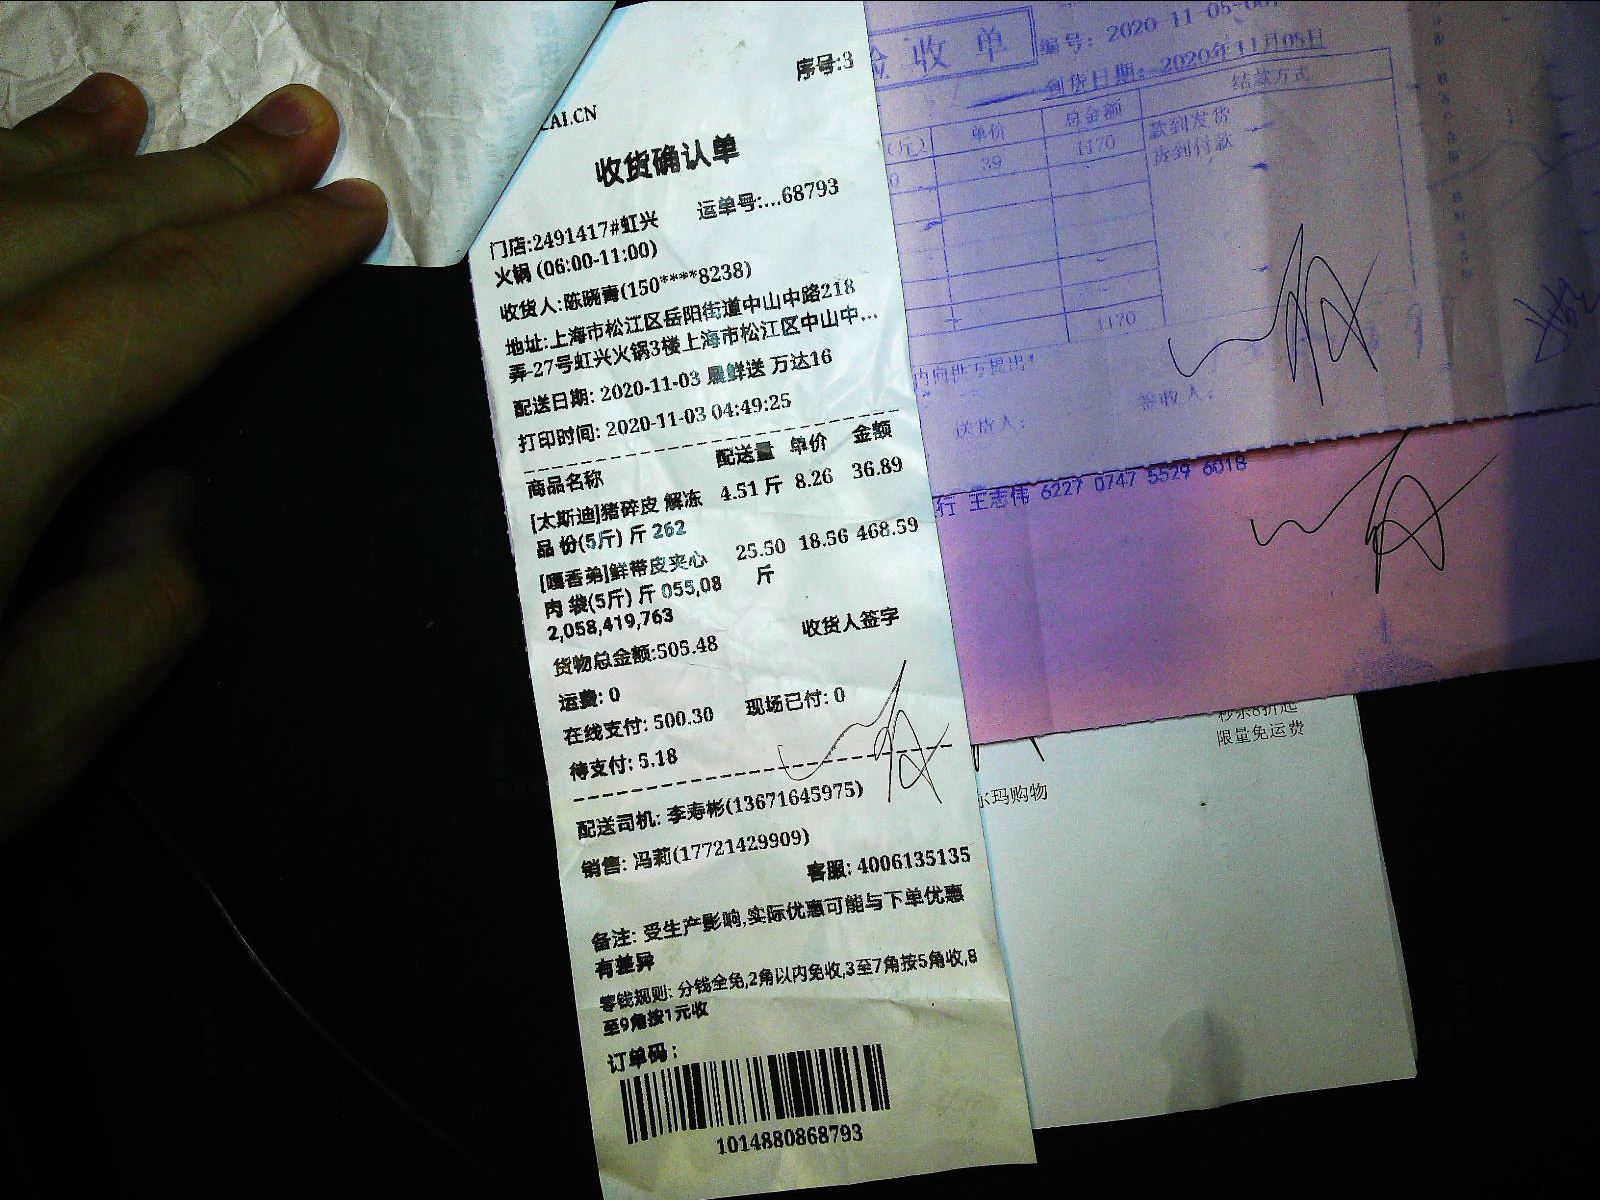 序号:3
CAI.CN
收货确认单
门店:2491417#虹兴 运单号:...68793
火锅 (06:00-11:00)
收货人:陈晓青(150****8238)
地址:上海市松江区岳阳街道中山中路218
弄-27号虹兴火锅3楼上海市松江区中山中...
配送日期: 2020-11-03 晨鲜送 万达16
打印时间: 2020-11-03 04:49:25
商品名称 配送量 单价 金额
[太斯迪]猪碎皮 解冻 4.51 斤 8.26 36.89
品 份(5斤) 斤 262
[嘎香弟]鲜带皮夹心 25.50 18.56 468.59
肉 袋(5斤) 斤 055,08 斤
2,058,419,763
货物总金额:505.48 收货人签字
运费: 0
在线支付: 500.30 现场已付: 0
待支付: 5.18
配送司机: 李寿彬(13671645975)
销售: 冯莉(17721429909)
客服: 4006135135
备注: 受生产影响,实际优惠可能与下单优惠
有差异
零钱规则: 分钱全免,2角以内免收,3至7角按5角收,8
至9角按1元收
订单码:
1014880868793
收单
编号: 2020-11-05-00
到货日期: 2020年11月05日
(元) 单价 总金额 结款方式
39 1170 款到发货
货到付款
1170
内向供方提出!
送货人: 签收人:
行 王志伟 6227 0747 5529 6018
秒杀8折起
限量免运费
尔玛购物